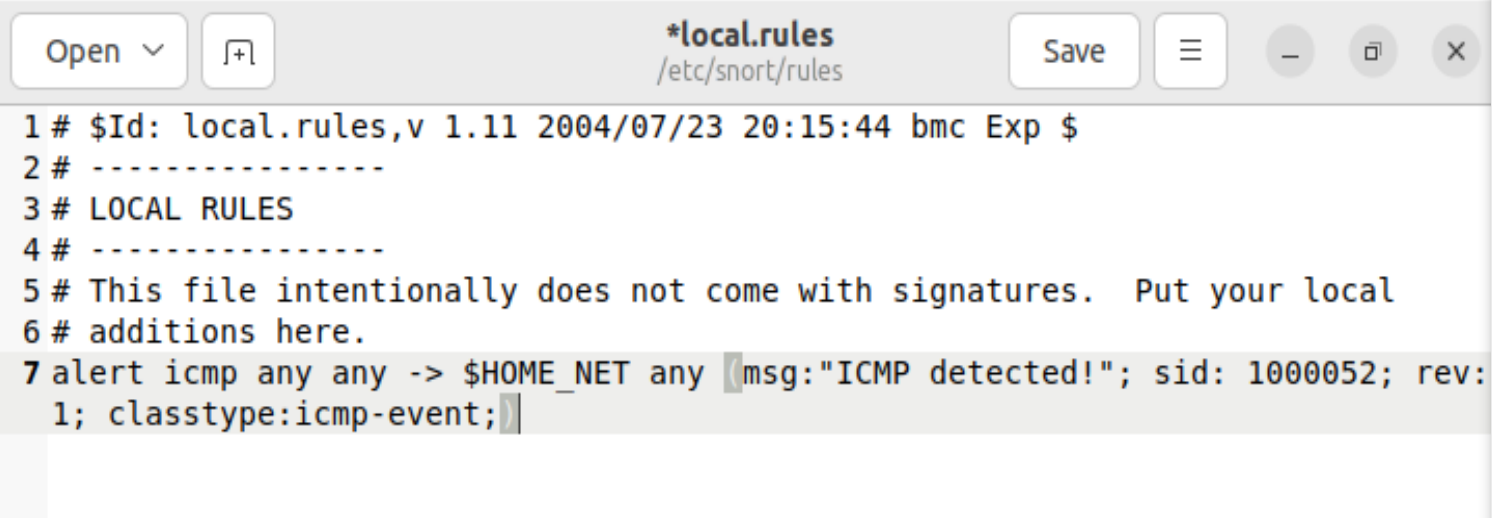 Open
*local.rules
/etc/snort/rules
Save
1 # $Id: local.rules,v 1.11 2004/07/23 20:15:44 bmc Exp $
2 # ----------------
3 # LOCAL RULES
4 # ----------------
5 # This file intentionally does not come with signatures.  Put your local
6 # additions here.
7 alert icmp any any -> $HOME_NET any (msg:"ICMP detected!"; sid: 1000052; rev:
1; classtype:icmp-event;)